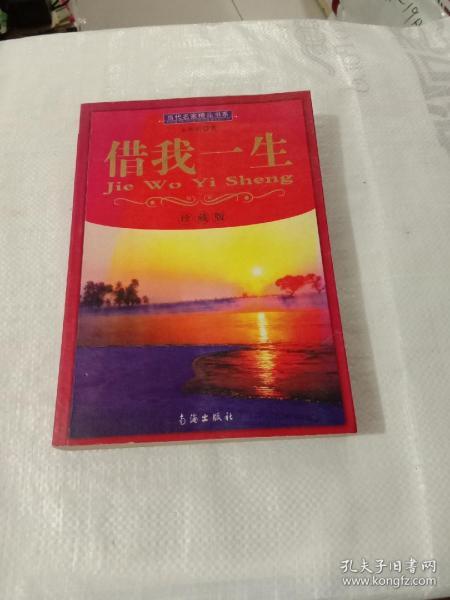 当代名家精品书系
借我一生
Jie Wo Yi Sheng
珍藏版
南海出版社
孔夫子旧书网
www.kongfz.com